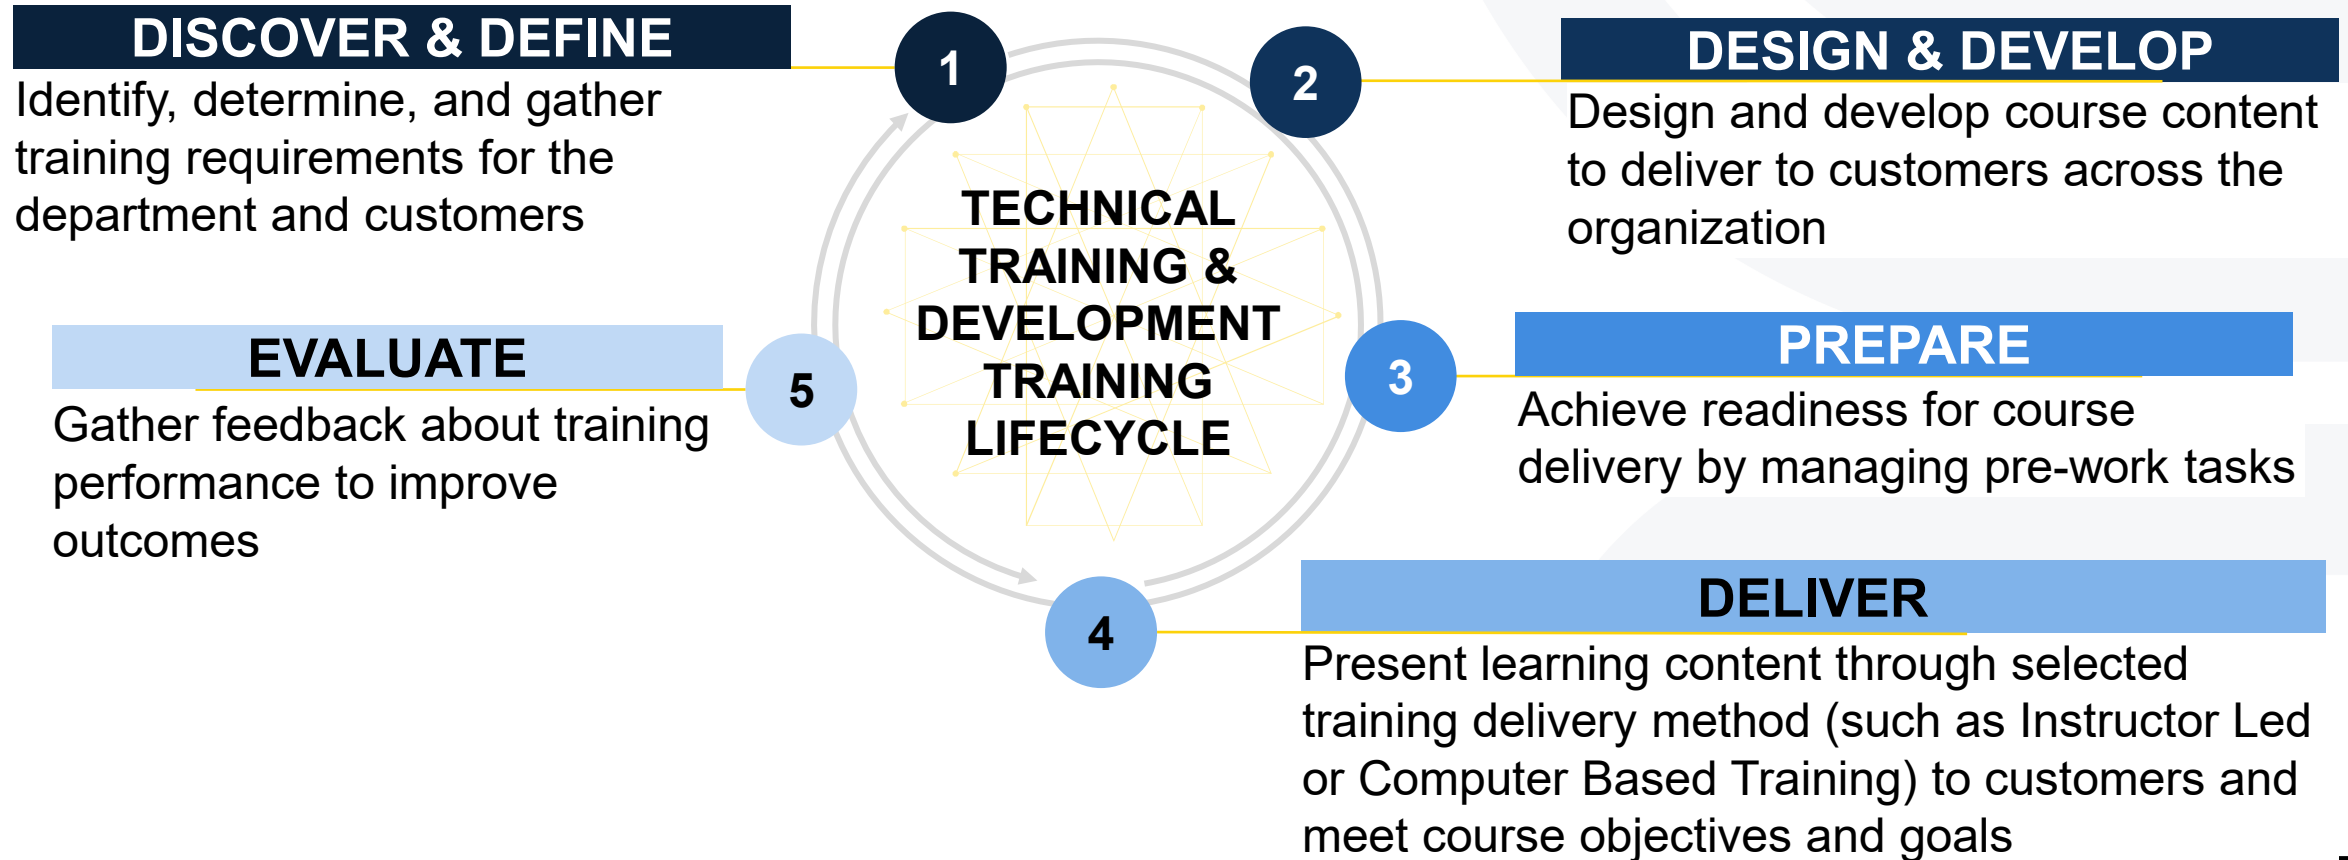 DISCOVER & DEFINE
Identify, determine, and gather
training requirements for the
department and customers
1
2
DESIGN & DEVELOP
Design and develop course content
to deliver to customers across the
organization
TECHNICAL
TRAINING &
DEVELOPMENT
TRAINING
LIFECYCLE
3
PREPARE
Achieve readiness for course
delivery by managing pre-work tasks
4
DELIVER
Present learning content through selected
training delivery method (such as Instructor Led
or Computer Based Training) to customers and
meet course objectives and goals
EVALUATE
5
Gather feedback about training
performance to improve
outcomes